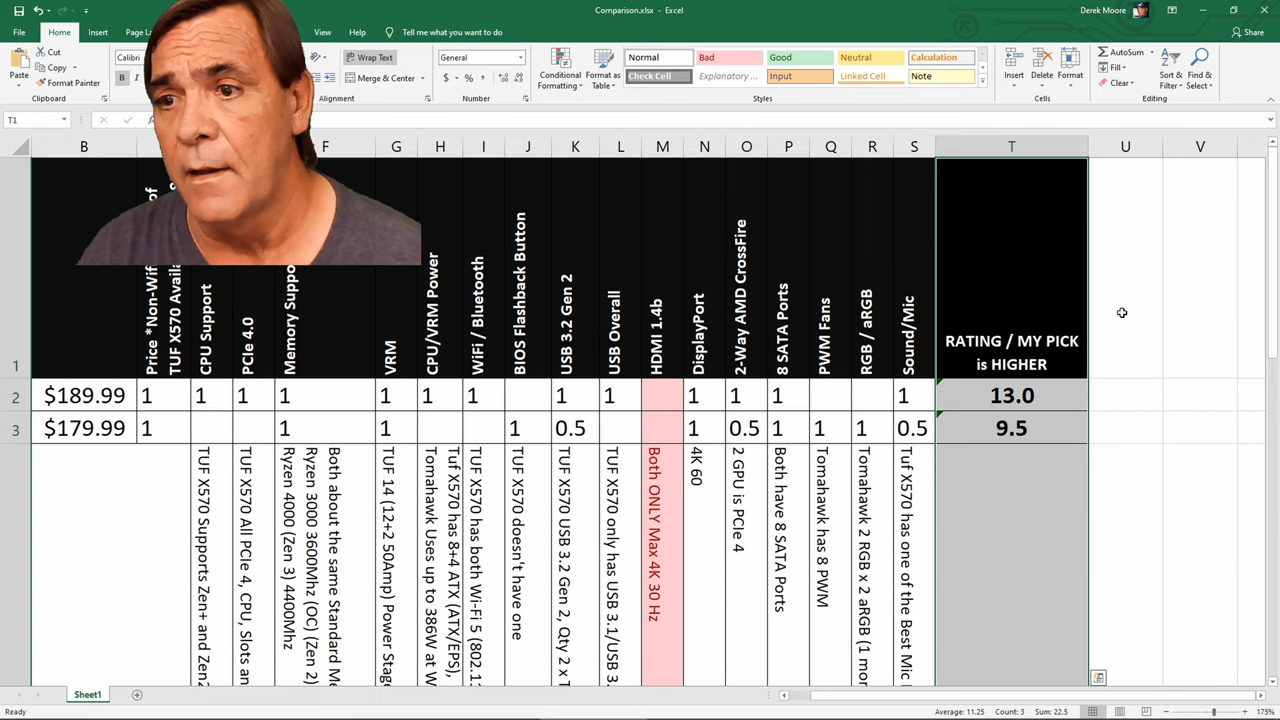 Comparison.xlsx - Excel
Derek Moore
File
Home
Insert
Page La
View
Help
Tell me what you want to do
Share
Paste
Cut
Copy
Format Painter
Clipboard
Calibri
B
Wrap Text
Merge & Center
Alignment
General
$
%
Number
Conditional
Formatting
Format as
Table
Normal
Bad
Good
Neutral
Calculation
Check Cell
Explanatory ...
Input
Linked Cell
Note
Styles
Insert
Delete
Format
Cells
AutoSum
Fill
Clear
Sort &
Filter
Find &
Select
Editing
T1
B F G H I J K L M N O P Q R S T U V
1
Price *Non-Wif
TUF X570 Availa
of
CPU Support
PCIe 4.0
Memory Suppo
VRM
CPU/VRM Power
WiFi / Bluetooth
BIOS Flashback Button
USB 3.2 Gen 2
USB Overall
HDMI 1.4b
DisplayPort
2-Way AMD CrossFire
8 SATA Ports
PWM Fans
RGB / aRGB
Sound/Mic
RATING / MY PICK
is HIGHER
2 $189.99 1 1 1 1 1 1 1 1 1 1 1 1 1 13.0
3 $179.99 1 1 1 1 0.5 1 0.5 1 1 1 0.5 9.5
TUF X570 Supports Zen+ and Zen2
TUF X570 All PCIe 4, CPU, Slots an
Both about the same Standard Me
Ryzen 3000 3600Mhz (OC) (Zen 2)
Ryzen 4000 (Zen 3) 4400Mhz
TUF 14 (12+2 50Amp) Power Stage
Tuf X570 has 8+4 ATX (ATX/EPS),
Tomahawk Uses up to 386W at W
TUF X570 has both Wi-Fi 5 (802.11
TUF X570 doesn't have one
TUF X570 USB 3.2 Gen 2, Qty 2 x T
TUF X570 only has USB 3.1/USB 3.
Both ONLY Max 4K 30 Hz
4K 60
2 GPU is PCIe 4
Both have 8 SATA Ports
Tomahawk has 8 PWM
Tomahawk 2 RGB x 2 aRGB (1 mor
Tuf X570 has one of the Best Mic
Sheet1
Ready
Average: 11.25
Count: 3
Sum: 22.5
175%